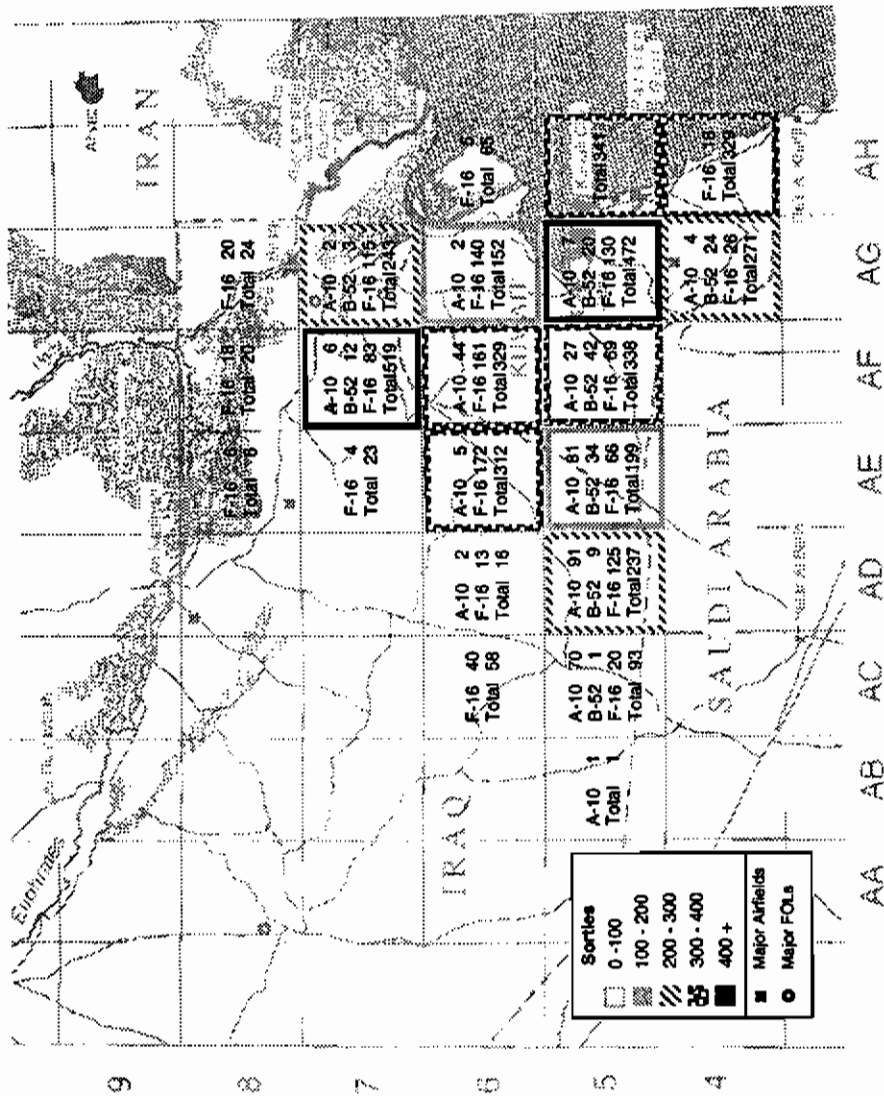 IRAN
F-16 6
Total 6
F-16 18
Total 20
F-16 20
Total 24
F-16 4
Total 23
A-10 6
B-52 12
F-16 83
Total 519
A-10 2
B-52 3
F-16 115
Total 243
F-16 40
Total 58
A-10 2
F-16 13
Total 16
A-10 5
F-16 172
Total 312
A-10 44
F-16 161
Total 329
A-10 2
F-16 140
Total 152
F-16 5
Total 65
KUWAIT
IRAQ
A-10 1
Total 1
A-10 70
B-52 1
F-16 20
Total 93
A-10 91
B-52 9
F-16 125
Total 237
A-10 81
B-52 34
F-16 66
Total 199
A-10 27
B-52 42
F-16 69
Total 338
A-10 7
B-52 20
F-16 130
Total 472
Total 341
A-10 4
B-52 24
F-16 26
Total 271
F-16 18
Total 329
SAUDI ARABIA
Euphrates
Sorties
0 -100
100 - 200
200 - 300
300 - 400
400 +
Major Airfields
Major FOLs
9
8
7
6
5
4
AA
AB
AC
AD
AE
AF
AG
AH